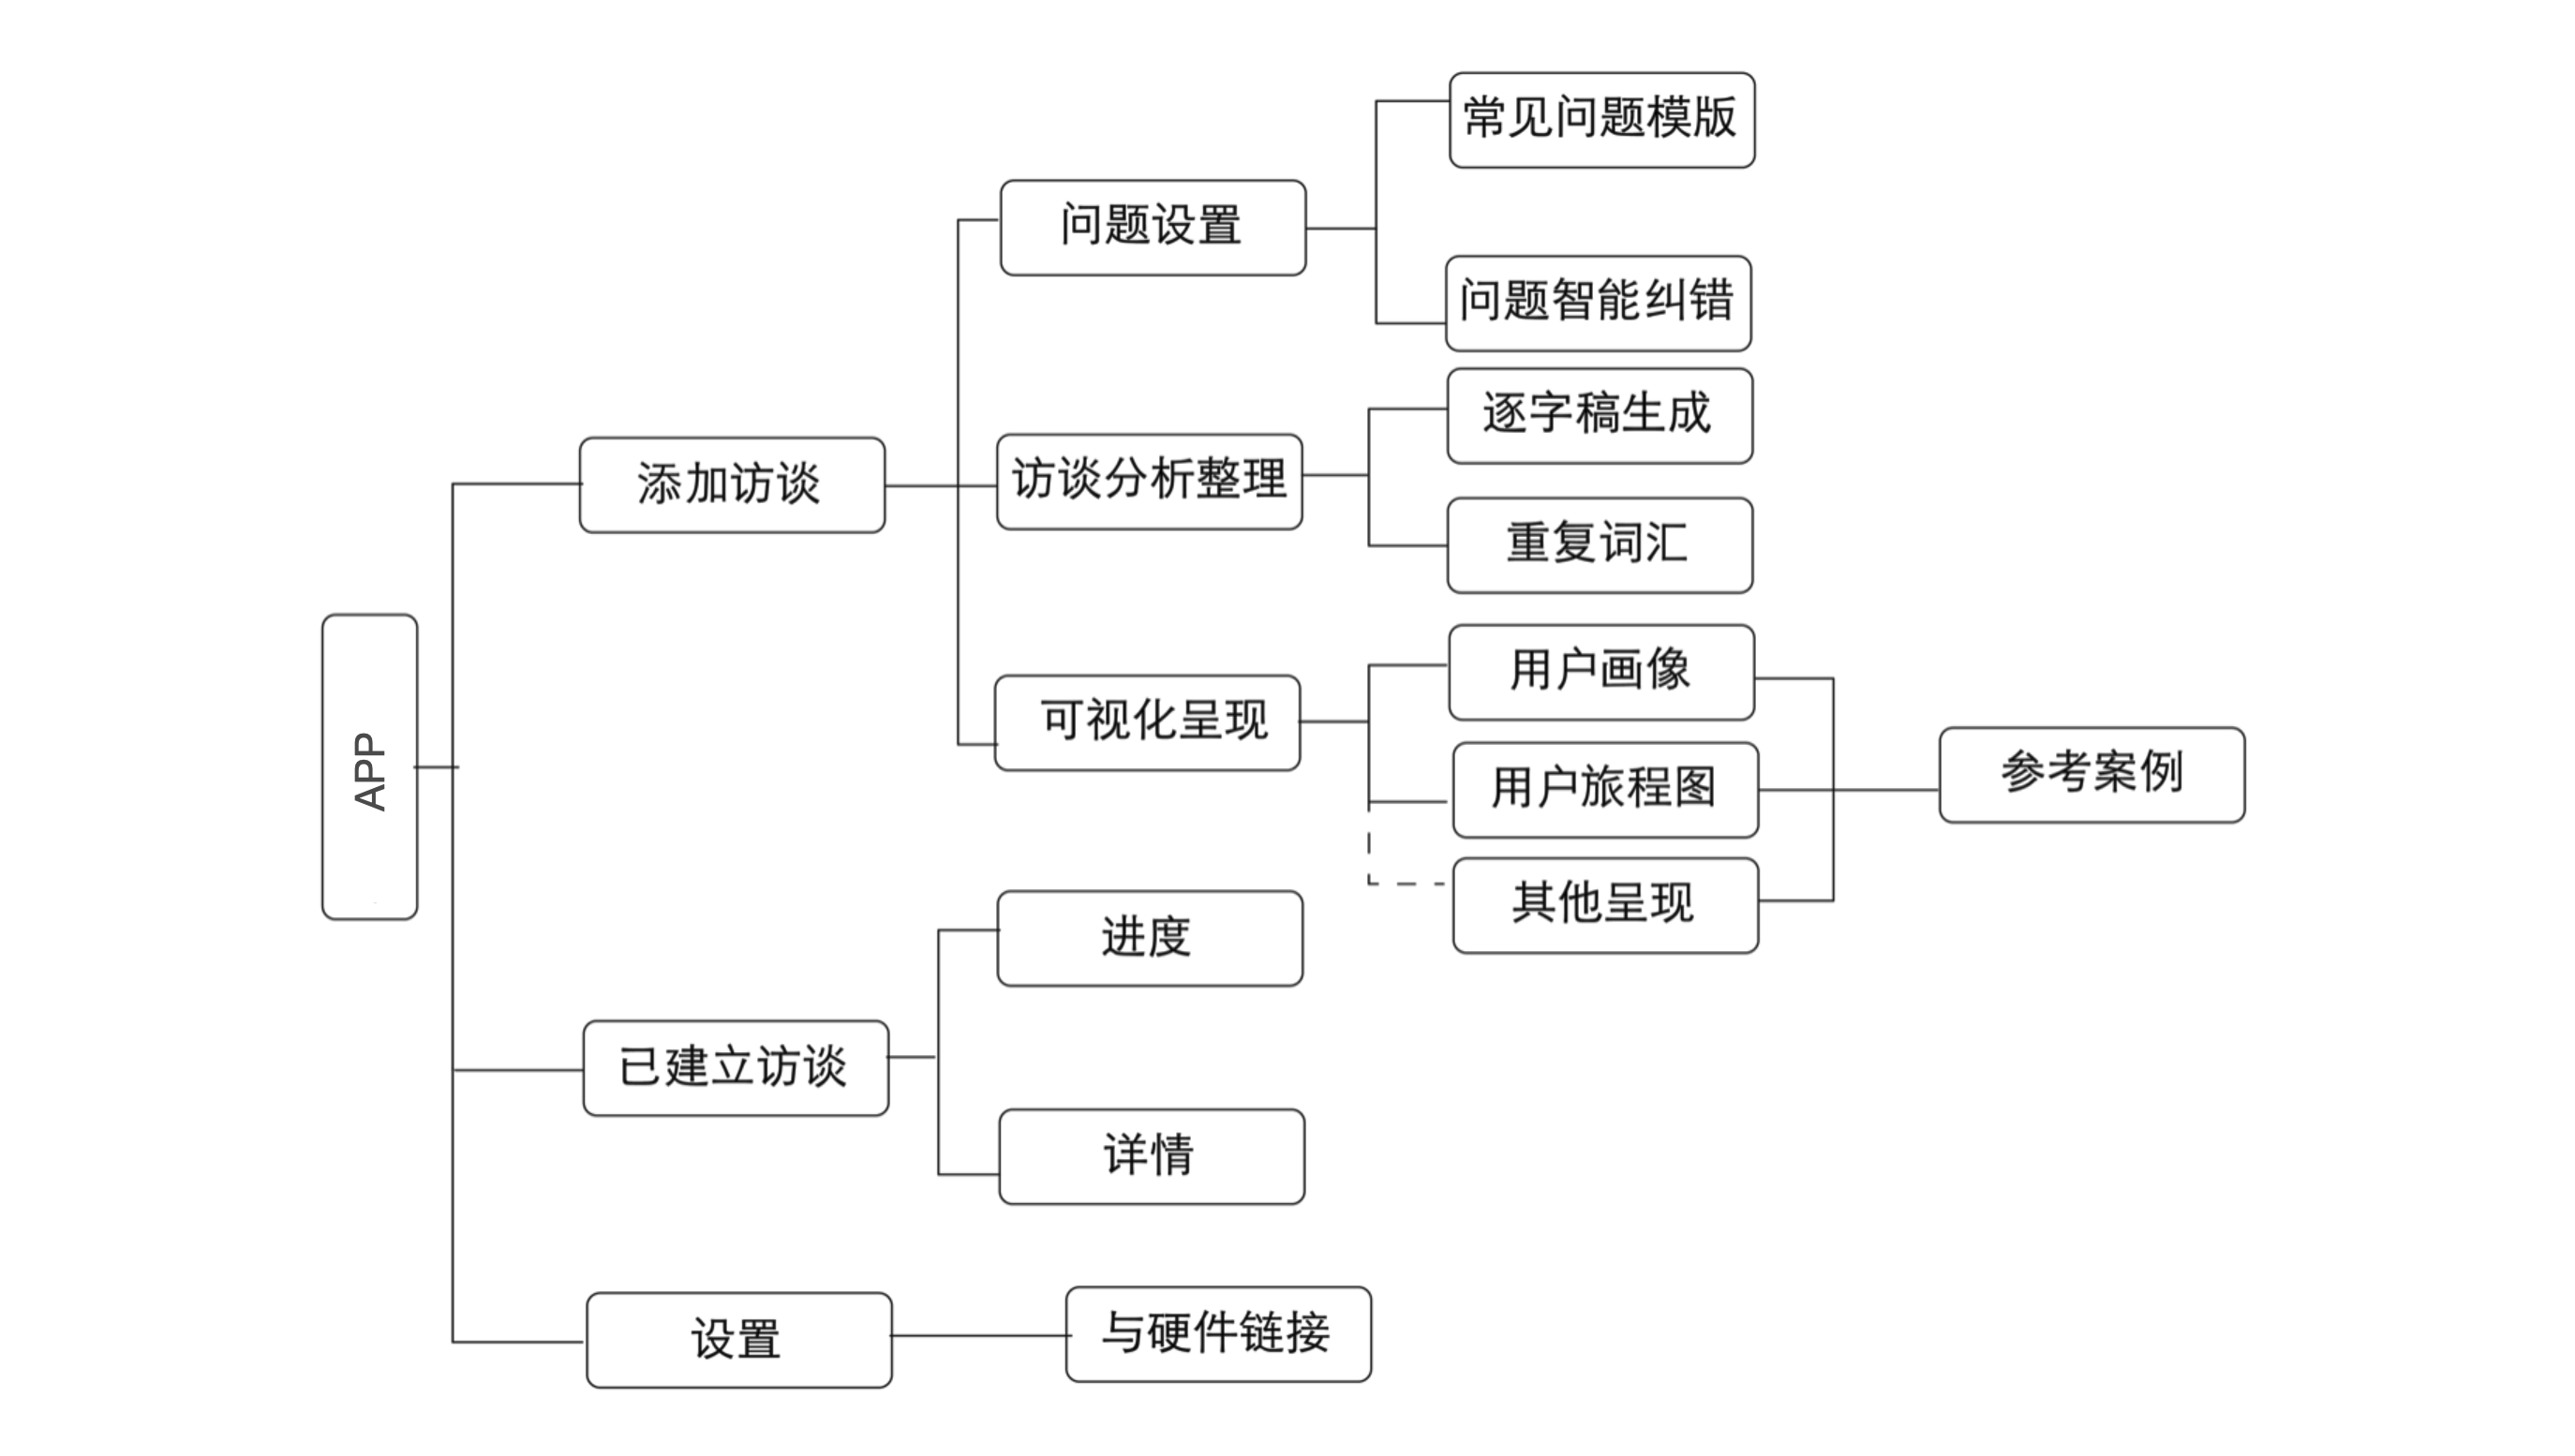 APP
添加访谈
问题设置
常见问题模版
问题智能纠错
访谈分析整理
逐字稿生成
重复词汇
可视化呈现
用户画像
用户旅程图
其他呈现
参考案例
已建立访谈
进度
详情
设置
与硬件链接